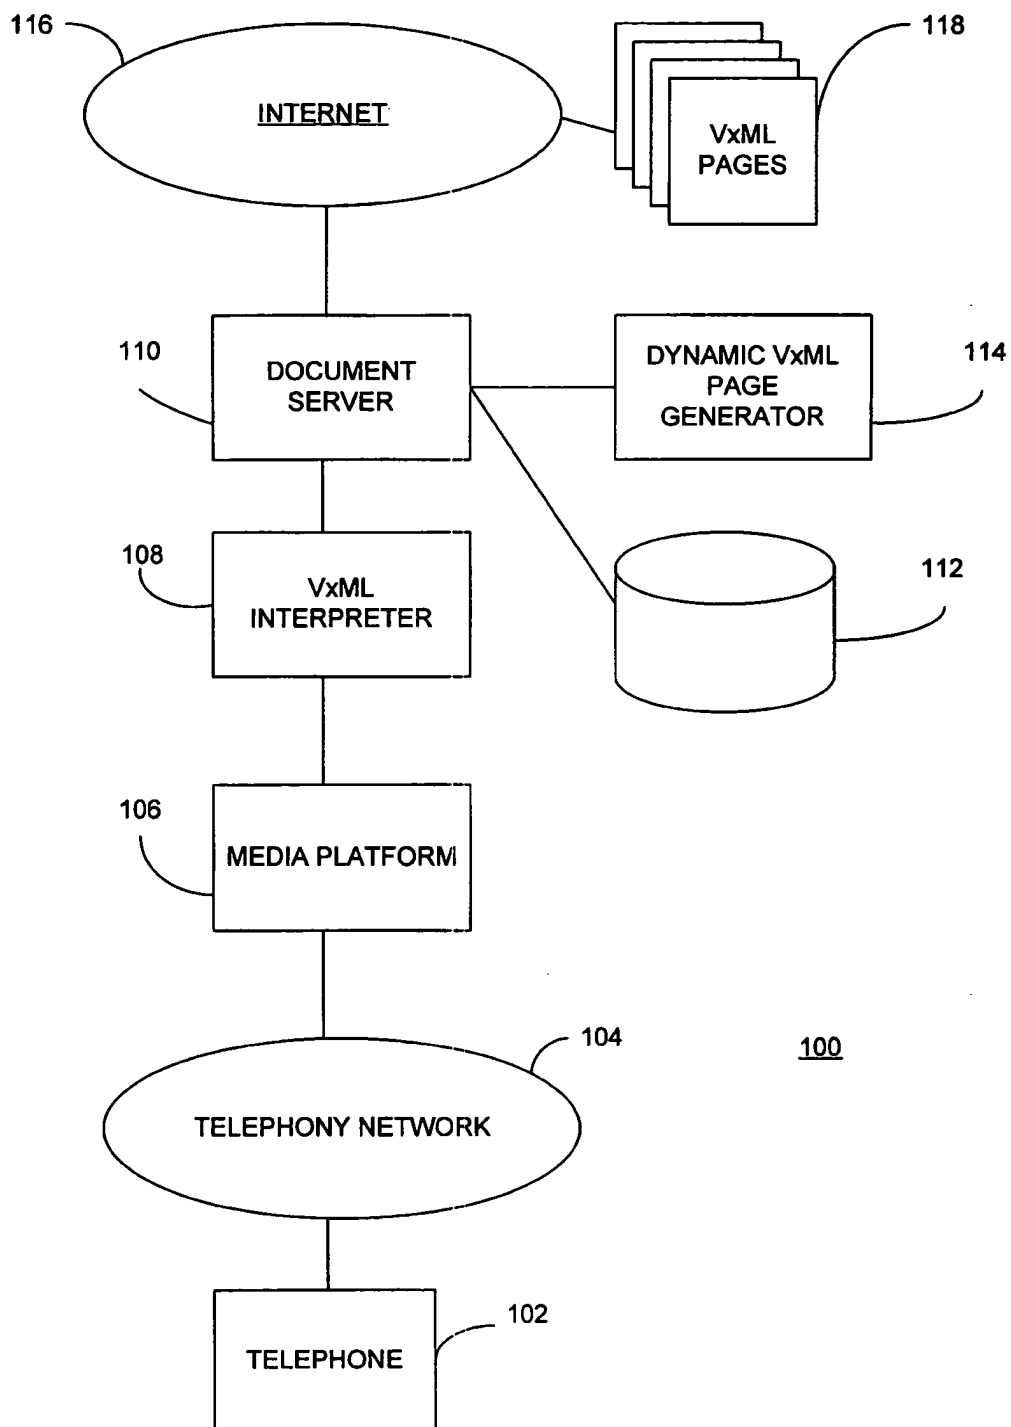 116
118
INTERNET
VxML
PAGES
110
DOCUMENT
SERVER
DYNAMIC VxML
PAGE
GENERATOR
114
108
VxML
INTERPRETER
112
106
MEDIA PLATFORM
104
100
TELEPHONY NETWORK
102
TELEPHONE